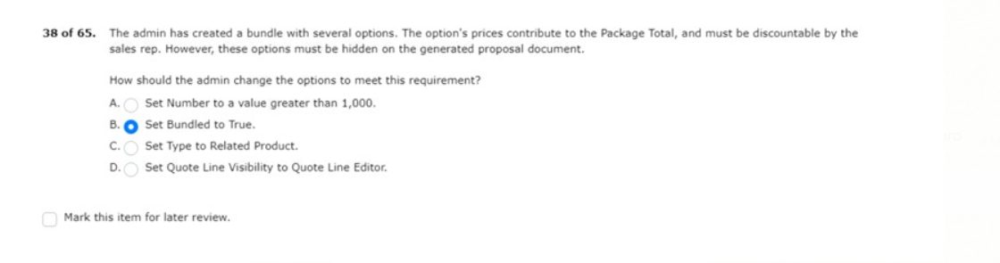 38 of 65. The admin has created a bundle with several options. The option's prices contribute to the Package Total, and must be discountable by the
sales rep. However, these options must be hidden on the generated proposal document.
How should the admin change the options to meet this requirement?
A. Set Number to a value greater than 1,000.
B. Set Bundled to True.
C. Set Type to Related Product.
D. Set Quote Line Visibility to Quote Line Editor.
Mark this item for later review.